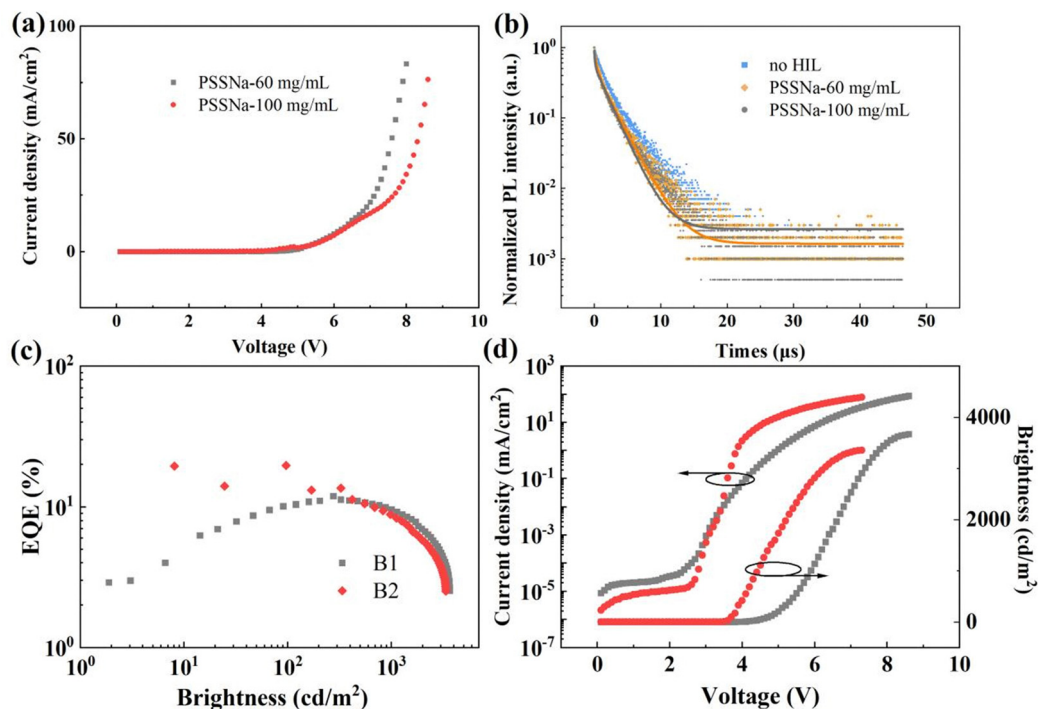 (a)
Current density (mA/cm²)
100
50
0
PSSNa-60 mg/mL
PSSNa-100 mg/mL
0 2 4 6 8 10
Voltage (V)
(b)
Normalized PL intensity (a.u.)
10⁰
10⁻¹
10⁻²
10⁻³
no HIL
PSSNa-60 mg/mL
PSSNa-100 mg/mL
0 10 20 30 40 50
Times (μs)
(c)
EQE (%)
10²
10¹
10⁰
B1
B2
10⁰ 10¹ 10² 10³
Brightness (cd/m²)
(d)
Current density (mA/cm²)
10³
10¹
10⁻¹
10⁻³
10⁻⁵
10⁻⁷
4000
2000
0
Brightness (cd/m²)
0 2 4 6 8 10
Voltage (V)